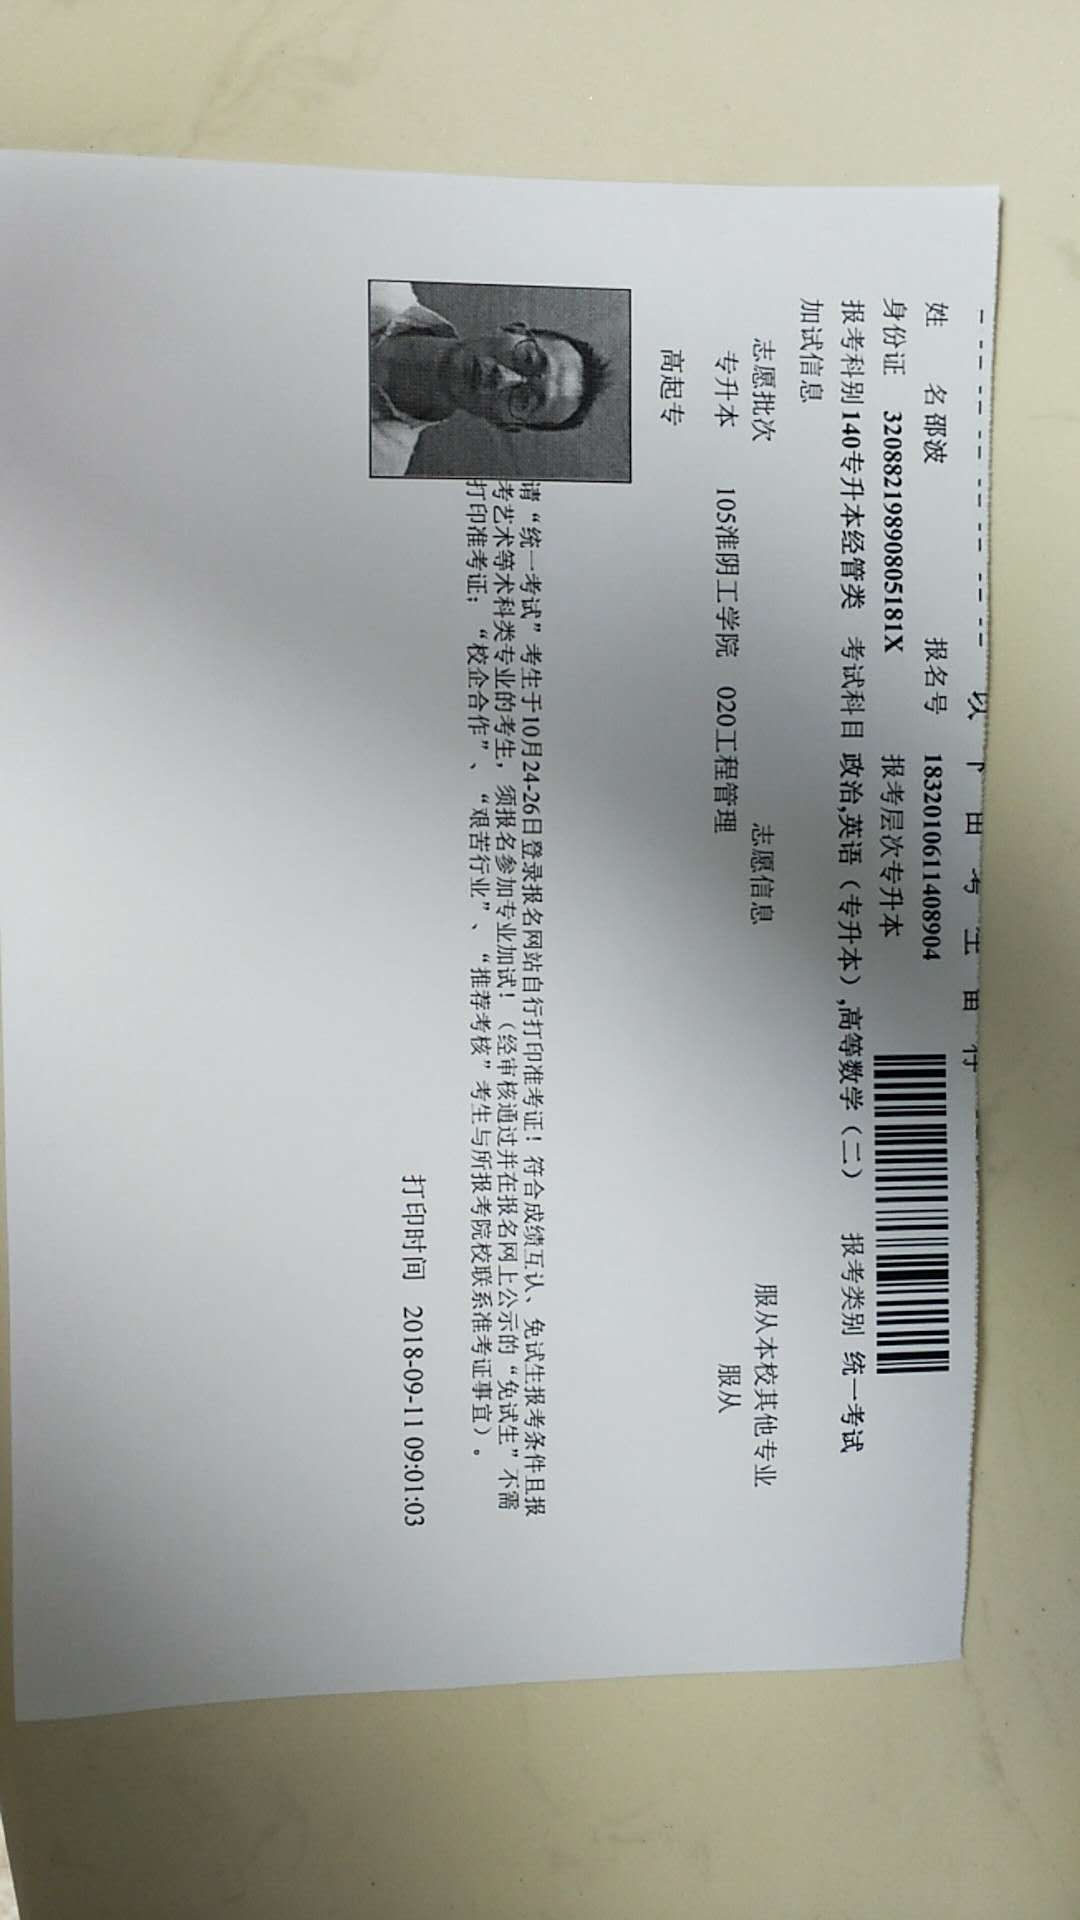 以下由考生留存
姓 名 邵波 报名号 183201061140８904
身份证 32088219890805181X 报考层次 专升本
报考科别 140专升本经管类 考试科目 政治,英语（专升本）,高等数学（二） 报考类别 统一考试
加试信息
志愿批次 志愿信息 服从本校其他专业
专升本 105淮阴工学院 020工程管理 服从
高起专
请“统一考试”考生于10月24-26日登录报名网站自行打印准考证！符合成绩互认、免试生报考条件且报
考艺术等术科类专业的考生，须报名参加专业加试！（经审核通过并在报名网上公示的“免试生”不需
打印准考证；“校企合作”、“艰苦行业”、“推荐考核”考生与所报考院校联系准考证事宜）。
打印时间 2018-09-11 09:01:03